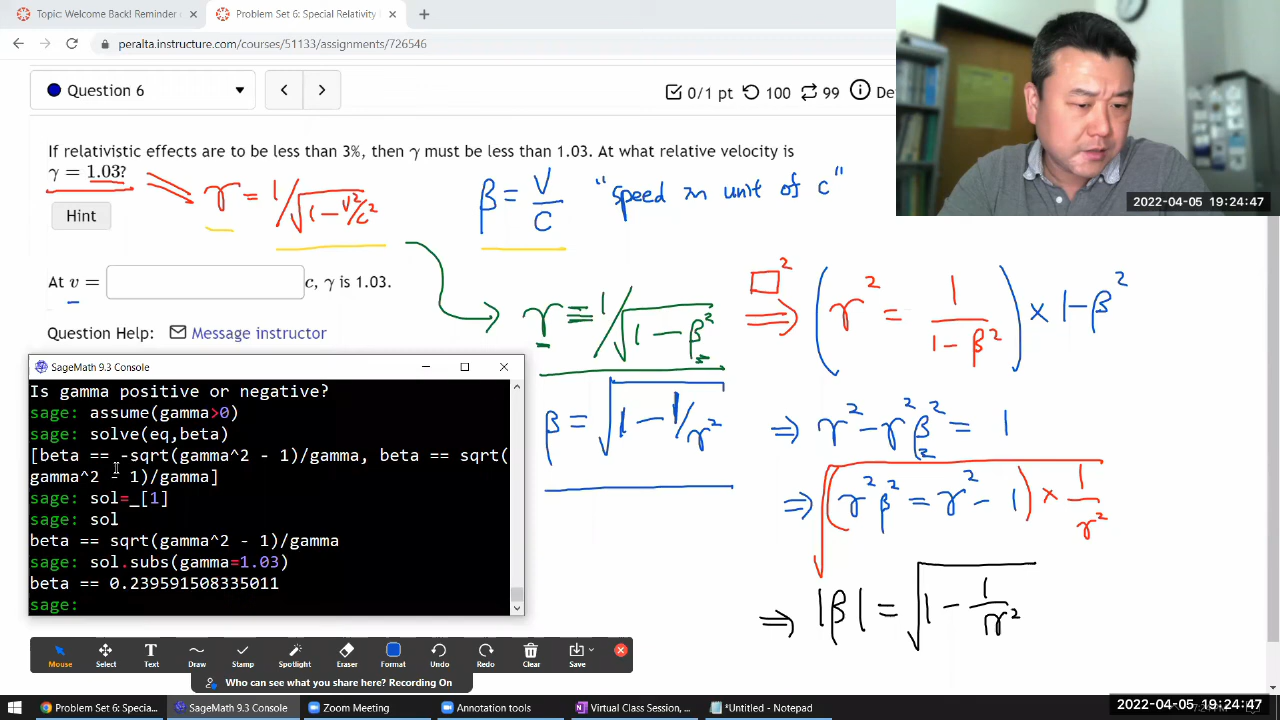 Topic: Welcome Back! Reminder
Problem Set 6: Special Relativity
peralta.instructure.com/courses/51133/assignments/726546
Question 6
0/1 pt 100 99 De
If relativistic effects are to be less than 3%, then γ must be less than 1.03. At what relative velocity is
γ = 1.03?
Hint
γ = 1/√(1 - v²/c²)
β = V/C "speed in unit of c"
At v = c, γ is 1.03.
γ ≡ 1/√(1 - β²)
⇒ □² (γ² = 1/(1 - β²)) × 1-β²
Question Help: Message instructor
β = √(1 - 1/γ²)
⇒ γ² - γ²β² = 1
⇒ √((γ²β² = γ² - 1) × 1/γ²)
⇒ |β| = √(1 - 1/γ²)
SageMath 9.3 Console
Is gamma positive or negative?
sage: assume(gamma>0)
sage: solve(eq,beta)
[beta == -sqrt(gamma^2 - 1)/gamma, beta == sqrt(
gamma^2 - 1)/gamma]
sage: sol=_[1]
sage: sol
beta == sqrt(gamma^2 - 1)/gamma
sage: sol.subs(gamma=1.03)
beta == 0.239591508335011
sage:
Mouse Select Text Draw Stamp Spotlight Eraser Format Undo Redo Clear Save
Who can see what you share here? Recording On
Problem Set 6: Specia... SageMath 9.3 Console Zoom Meeting Annotation tools Virtual Class Session, ... *Untitled - Notepad
2022-04-05 19:24:47
2022-04-05 19:24:47